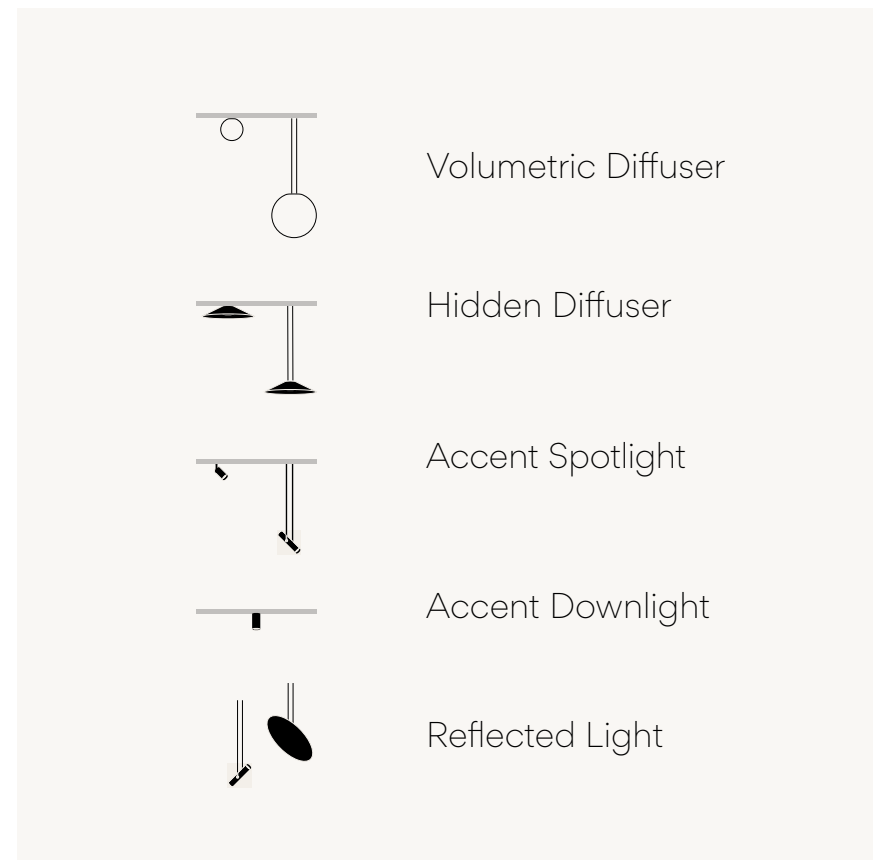 Volumetric Diffuser
Hidden Diffuser
Accent Spotlight
Accent Downlight
Reflected Light